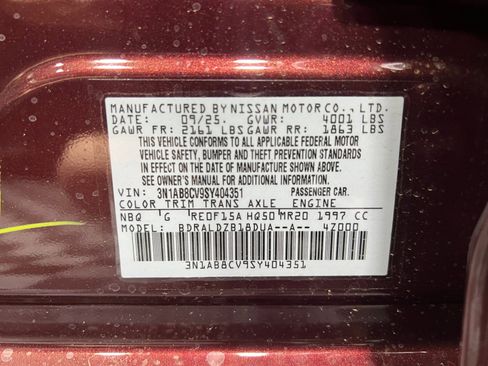 MANUFACTURED BY NISSAN MOTOR CO., LTD.
DATE: 09/25. GVWR: 4001 LBS
GAWR FR: 2161 LBS GAWR RR: 1863 LBS
THIS VEHICLE CONFORMS TO ALL
APPLICABLE FEDERAL MOTOR
VEHICLE SAFETY, BUMPER AND THEFT PREVENTION STANDARDS
IN EFFECT ON THE DATE OF
MANUFACTURE SHOWN ABOVE.
SEE OWNER'S MANUAL FOR ADDITIONAL INFORMATION
VIN: 3N1AB8CV9SY404351 PASSENGER CAR.
COLOR TRIM TRANS AXLE ENGINE
NBQ 'G REOF15A HQ50 MR20 1997 CC
MODEL: BDRALDZB18DUA--A-- 4Z000
3N1AB8CV9SY404351